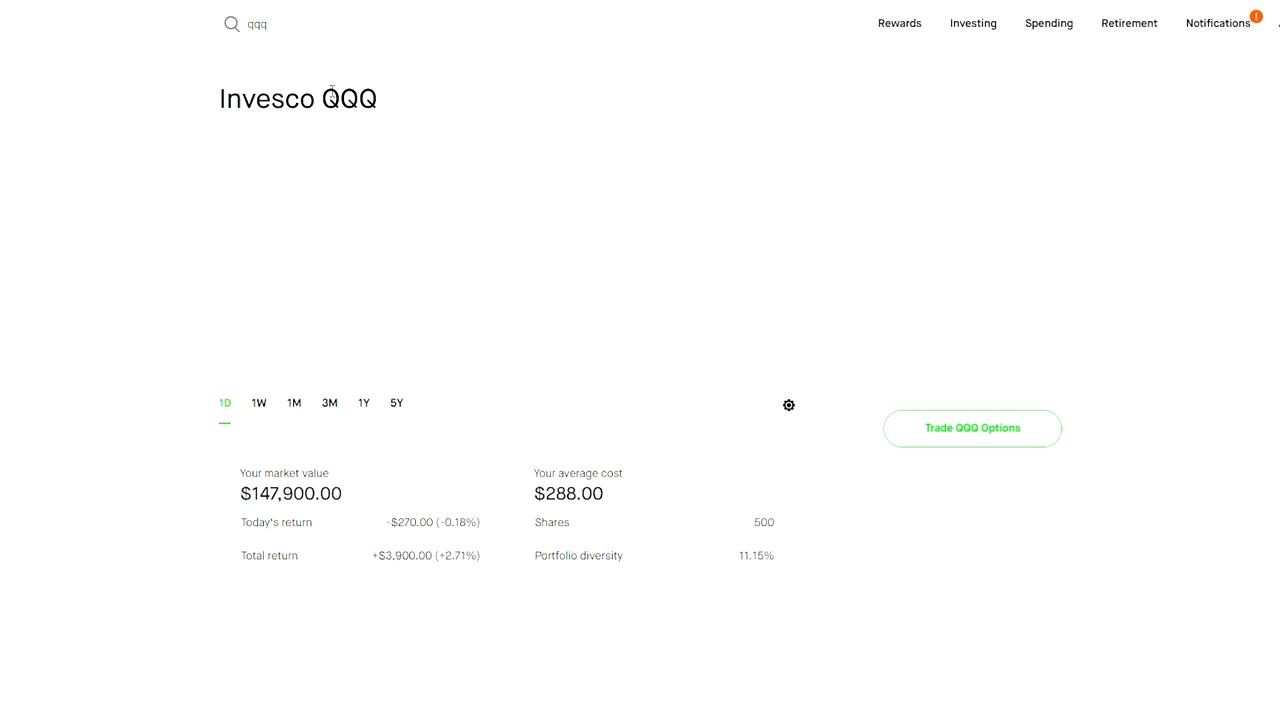 qqq
Rewards Investing Spending Retirement Notifications !
Invesco QQQ
1D 1W 1M 3M 1Y 5Y
Trade QQQ Options
Your market value Your average cost
$147,900.00 $288.00
Today's return -$270.00 (-0.18%) Shares 500
Total return +$3,900.00 (+2.71%) Portfolio diversity 11.15%